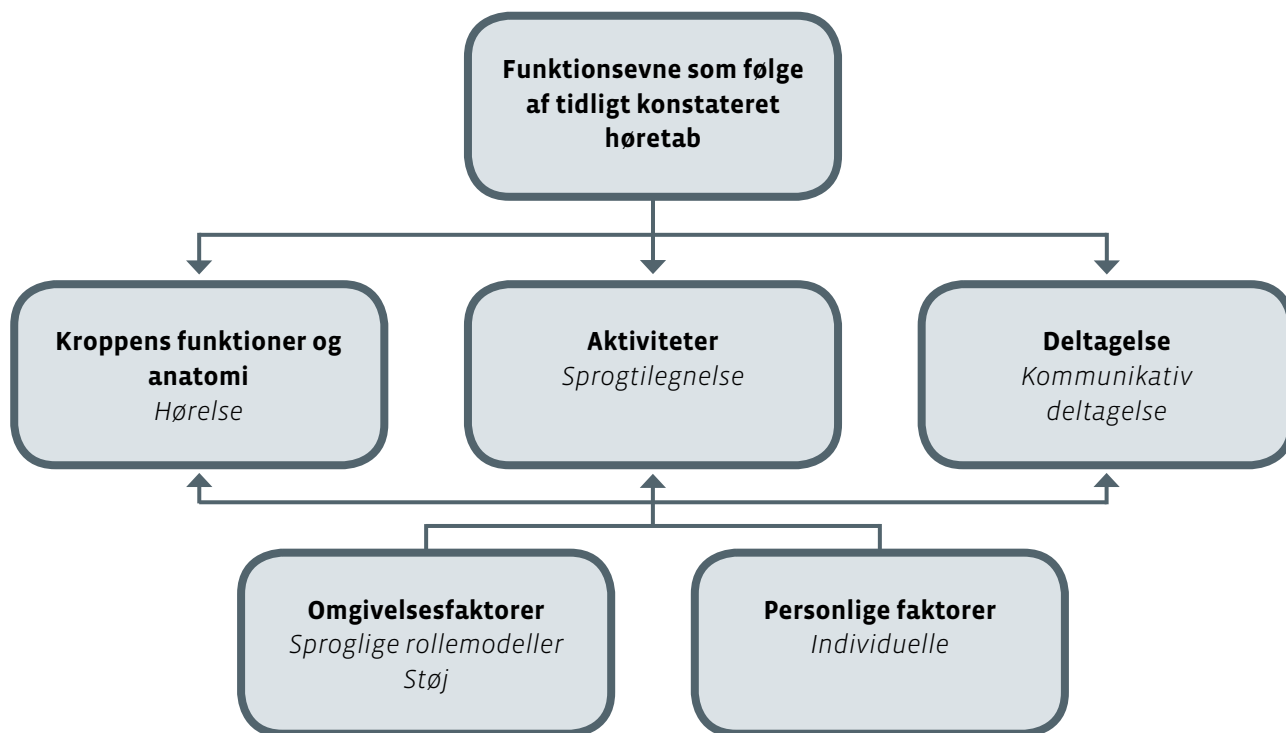 Funktionsevne som følge
af tidligt konstateret
høretab
Kroppens funktioner og
anatomi
Hørelse
Aktiviteter
Sprogtilegnelse
Deltagelse
Kommunikativ
deltagelse
Omgivelsesfaktorer
Sproglige rollemodeller
Støj
Personlige faktorer
Individuelle